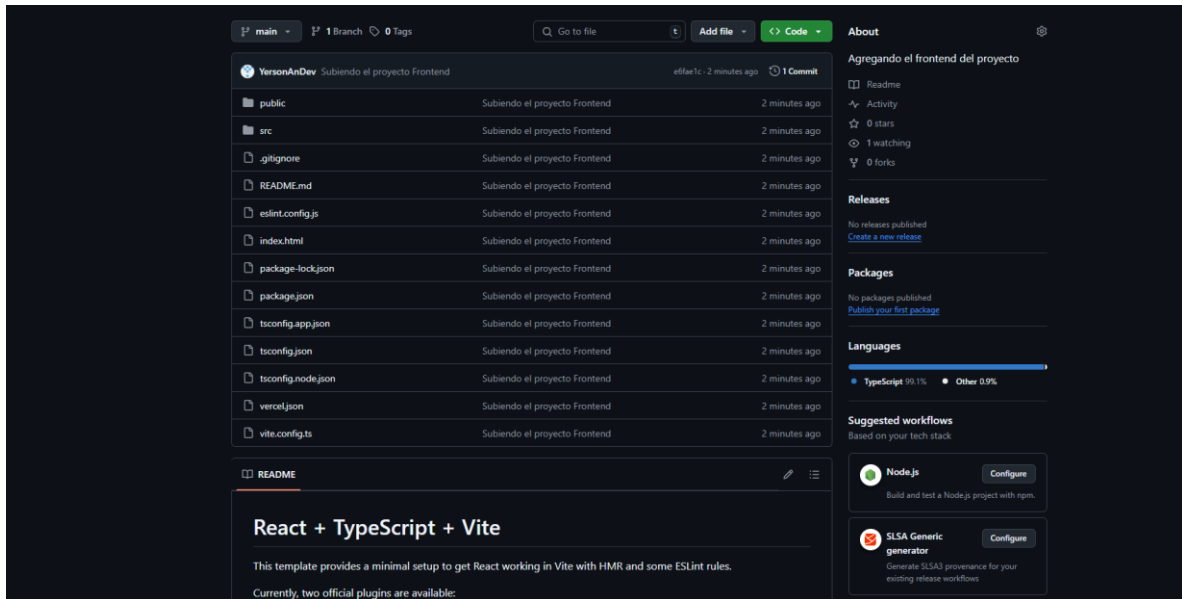 main 1 Branch 0 Tags Go to file t Add file <> Code
YersonAnDev Subiendo el proyecto Frontend e6fae1c · 2 minutes ago 1 Commit
public Subiendo el proyecto Frontend 2 minutes ago
src Subiendo el proyecto Frontend 2 minutes ago
.gitignore Subiendo el proyecto Frontend 2 minutes ago
README.md Subiendo el proyecto Frontend 2 minutes ago
eslint.config.js Subiendo el proyecto Frontend 2 minutes ago
index.html Subiendo el proyecto Frontend 2 minutes ago
package-lock.json Subiendo el proyecto Frontend 2 minutes ago
package.json Subiendo el proyecto Frontend 2 minutes ago
tsconfig.app.json Subiendo el proyecto Frontend 2 minutes ago
tsconfig.json Subiendo el proyecto Frontend 2 minutes ago
tsconfig.node.json Subiendo el proyecto Frontend 2 minutes ago
vercel.json Subiendo el proyecto Frontend 2 minutes ago
vite.config.ts Subiendo el proyecto Frontend 2 minutes ago
README
React + TypeScript + Vite
This template provides a minimal setup to get React working in Vite with HMR and some ESLint rules.
Currently, two official plugins are available:
About
Agregando el frontend del proyecto
Readme
Activity
0 stars
1 watching
0 forks
Releases
No releases published
Create a new release
Packages
No packages published
Publish your first package
Languages
TypeScript 99.1% Other 0.9%
Suggested workflows
Based on your tech stack
Node.js Configure
Build and test a Node.js project with npm.
SLSA Generic Configure
generator
Generate SLSA3 provenance for your
existing release workflows